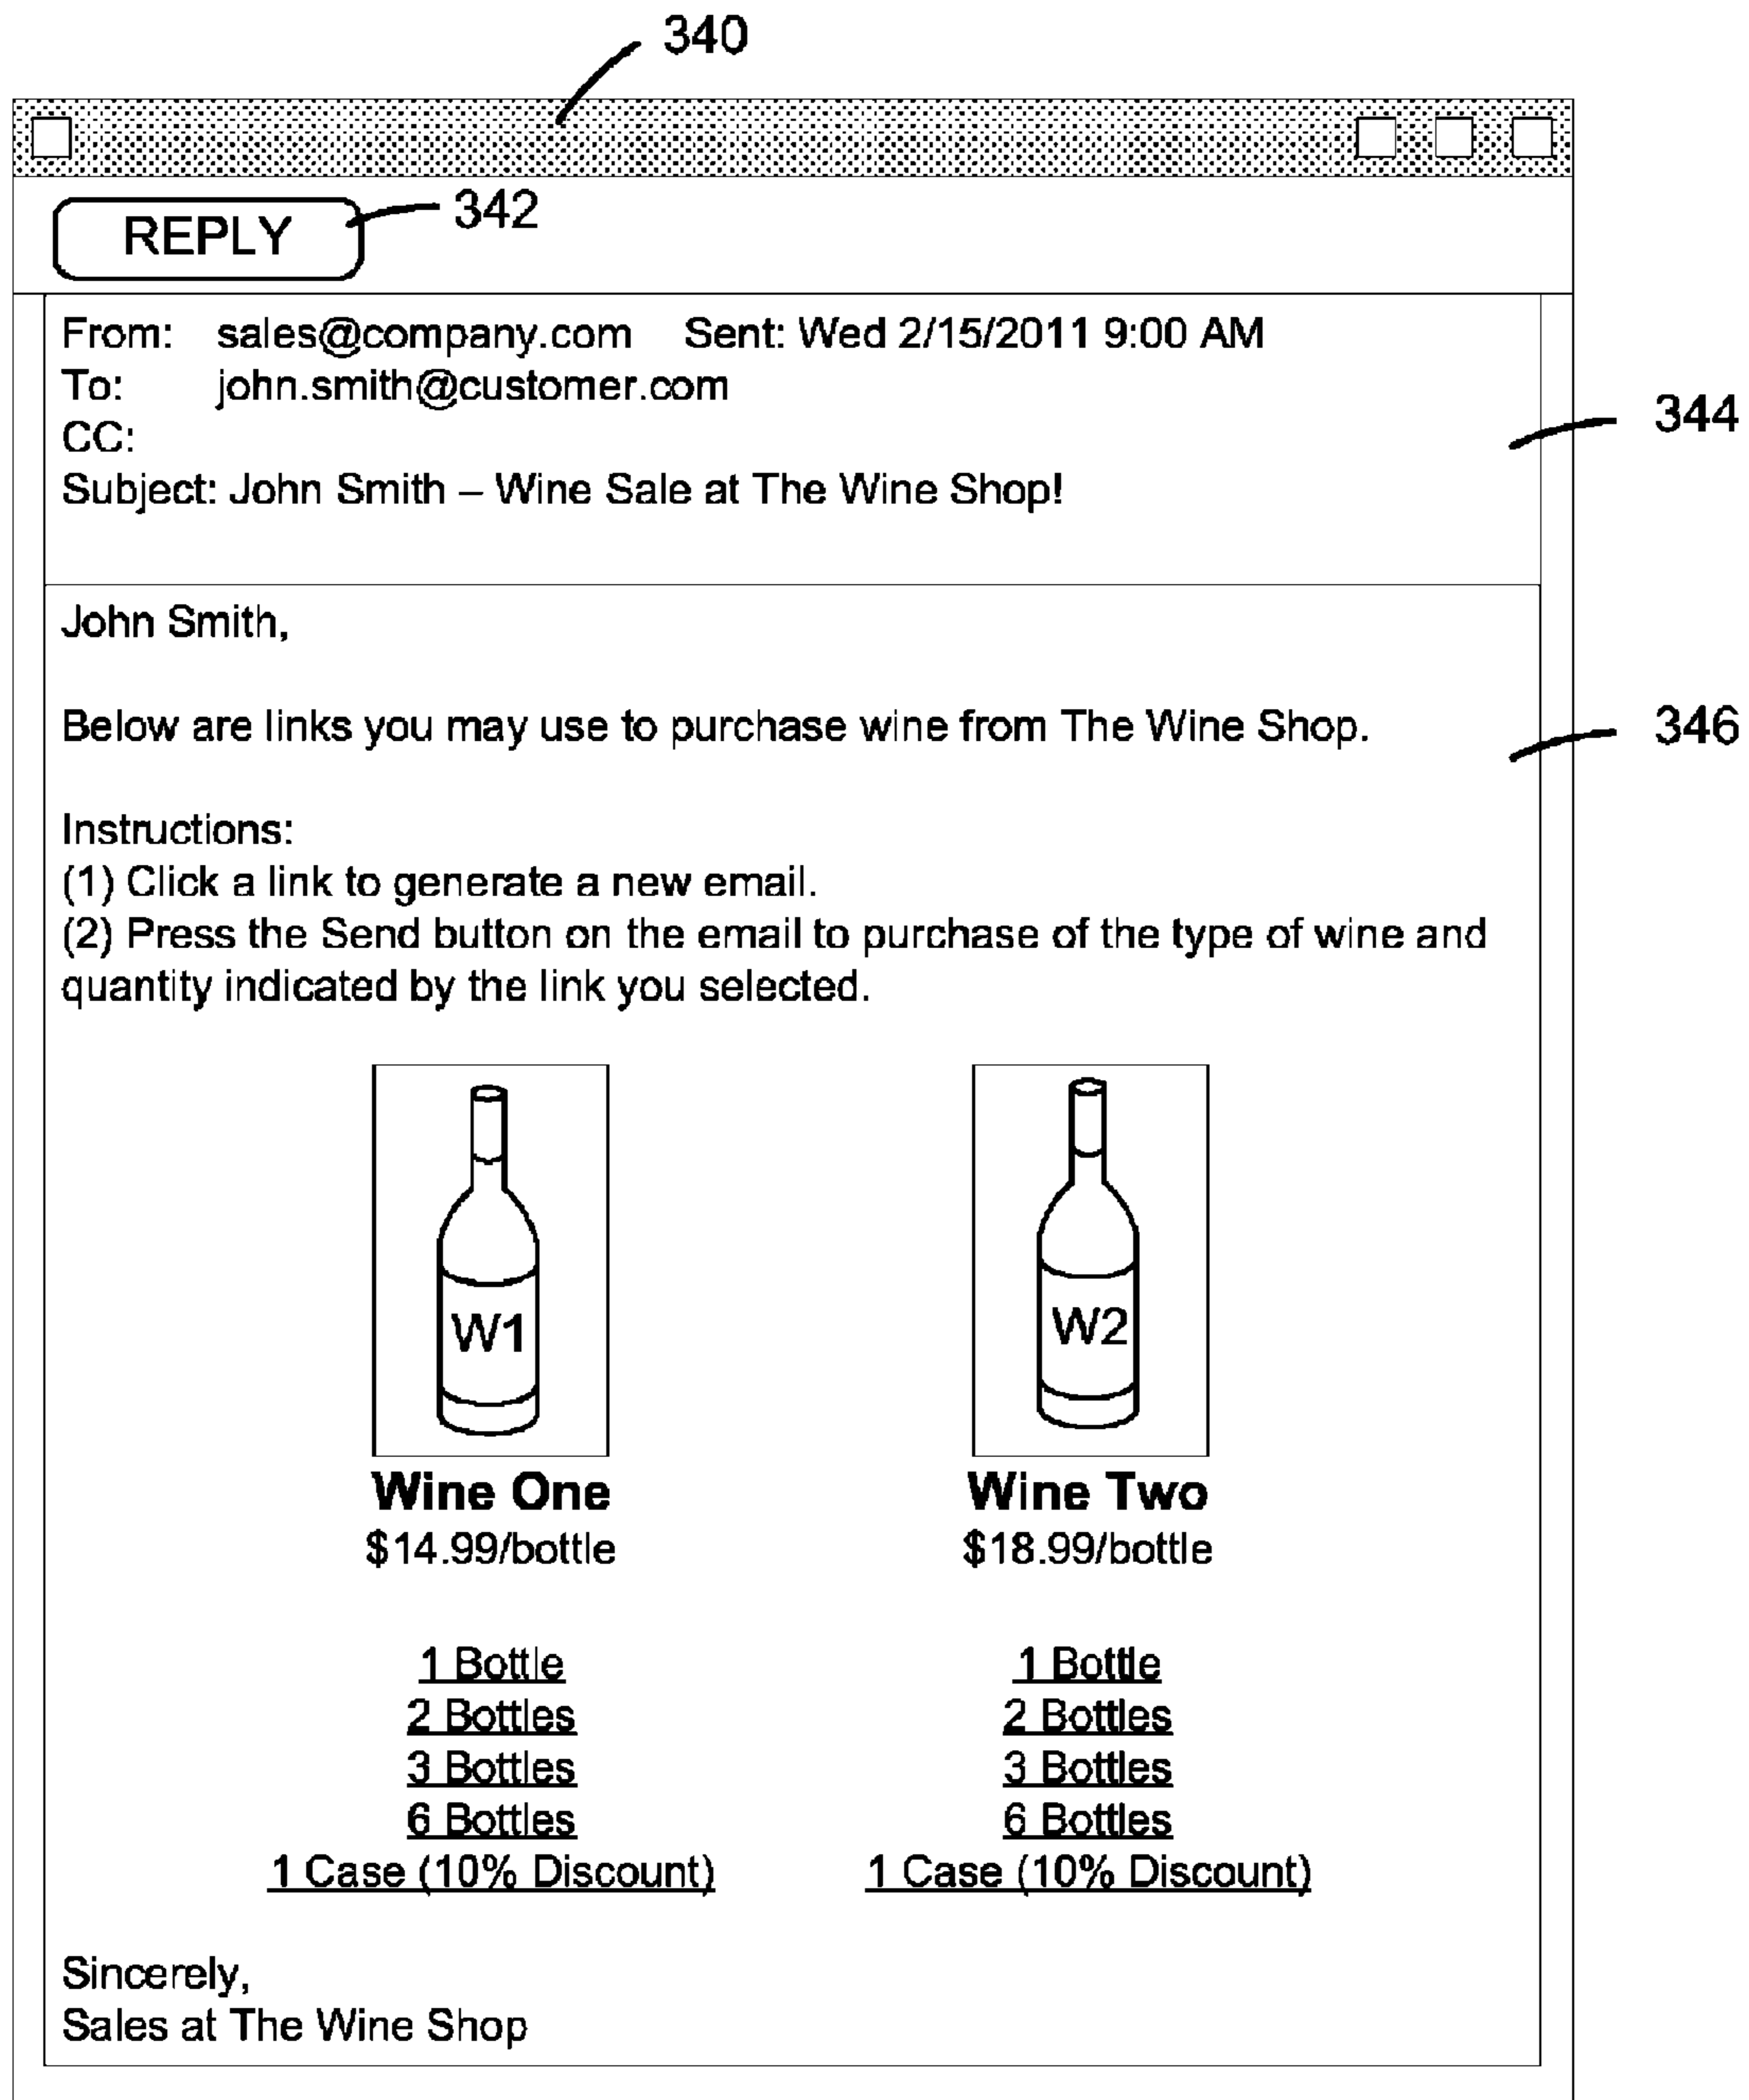 340
REPLY
342
From: sales@company.com Sent: Wed 2/15/2011 9:00 AM
To: john.smith@customer.com
CC:
344
Subject: John Smith – Wine Sale at The Wine Shop!
John Smith,
Below are links you may use to purchase wine from The Wine Shop.
346
Instructions:
(1) Click a link to generate a new email.
(2) Press the Send button on the email to purchase of the type of wine and
quantity indicated by the link you selected.
W1 W2
Wine One Wine Two
$14.99/bottle $18.99/bottle
1 Bottle 1 Bottle
2 Bottles 2 Bottles
3 Bottles 3 Bottles
6 Bottles 6 Bottles
1 Case (10% Discount) 1 Case (10% Discount)
Sincerely,
Sales at The Wine Shop